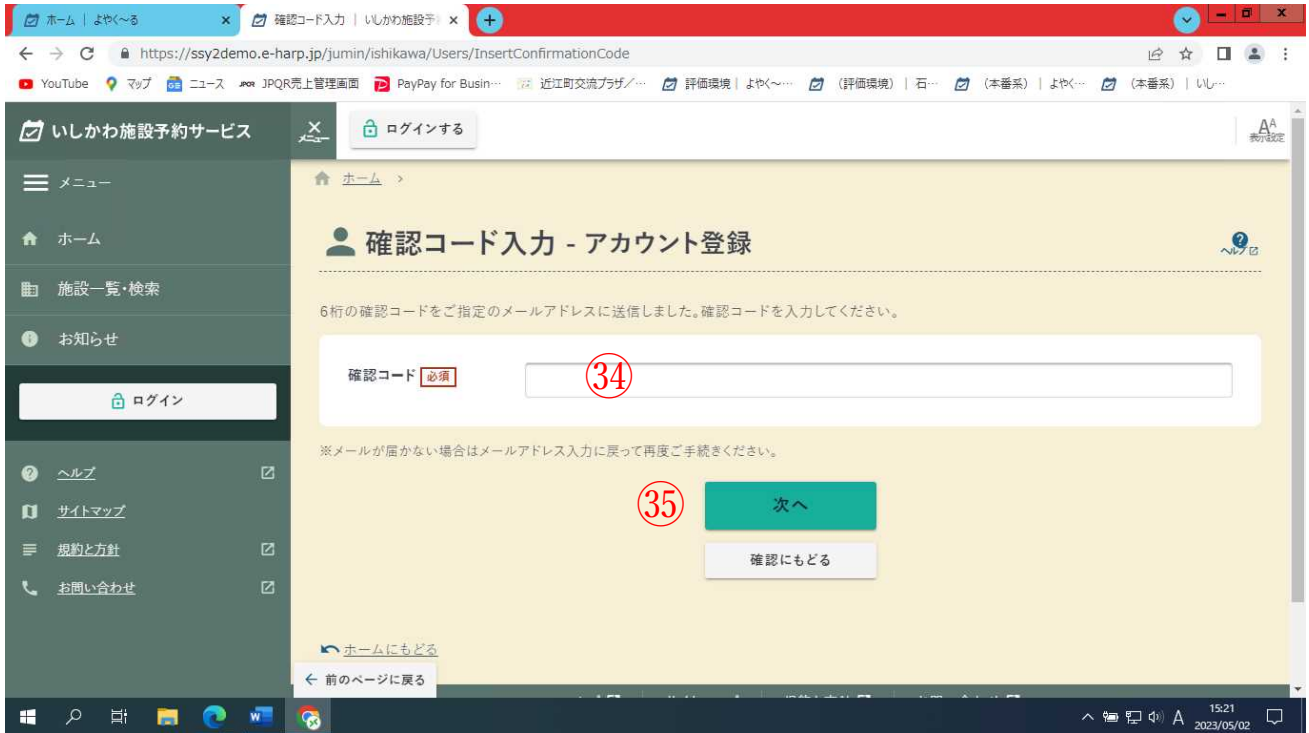 ホーム | よやく～る
確認コード入力 | いしかわ施設予
https://ssy2demo.e-harp.jp/jumin/ishikawa/Users/InsertConfirmationCode
YouTube マップ ニュース JPQR売上管理画面 PayPay for Busin… 近江町交流プラザ／… 評価環境 | よやく～… （評価環境） | 石… （本番系） | よやく… （本番系） | いし…
いしかわ施設予約サービス
メニュー
ログインする
AA
表示設定
メニュー
ホーム
施設一覧・検索
お知らせ
ログイン
ヘルプ
サイトマップ
規約と方針
お問い合わせ
ホーム ›
確認コード入力 - アカウント登録
ヘルプ
6桁の確認コードをご指定のメールアドレスに送信しました。確認コードを入力してください。
確認コード 必須
㉞
※メールが届かない場合はメールアドレス入力に戻って再度ご手続きください。
㉟
次へ
確認にもどる
ホームにもどる
← 前のページに戻る
A
15:21
2023/05/02